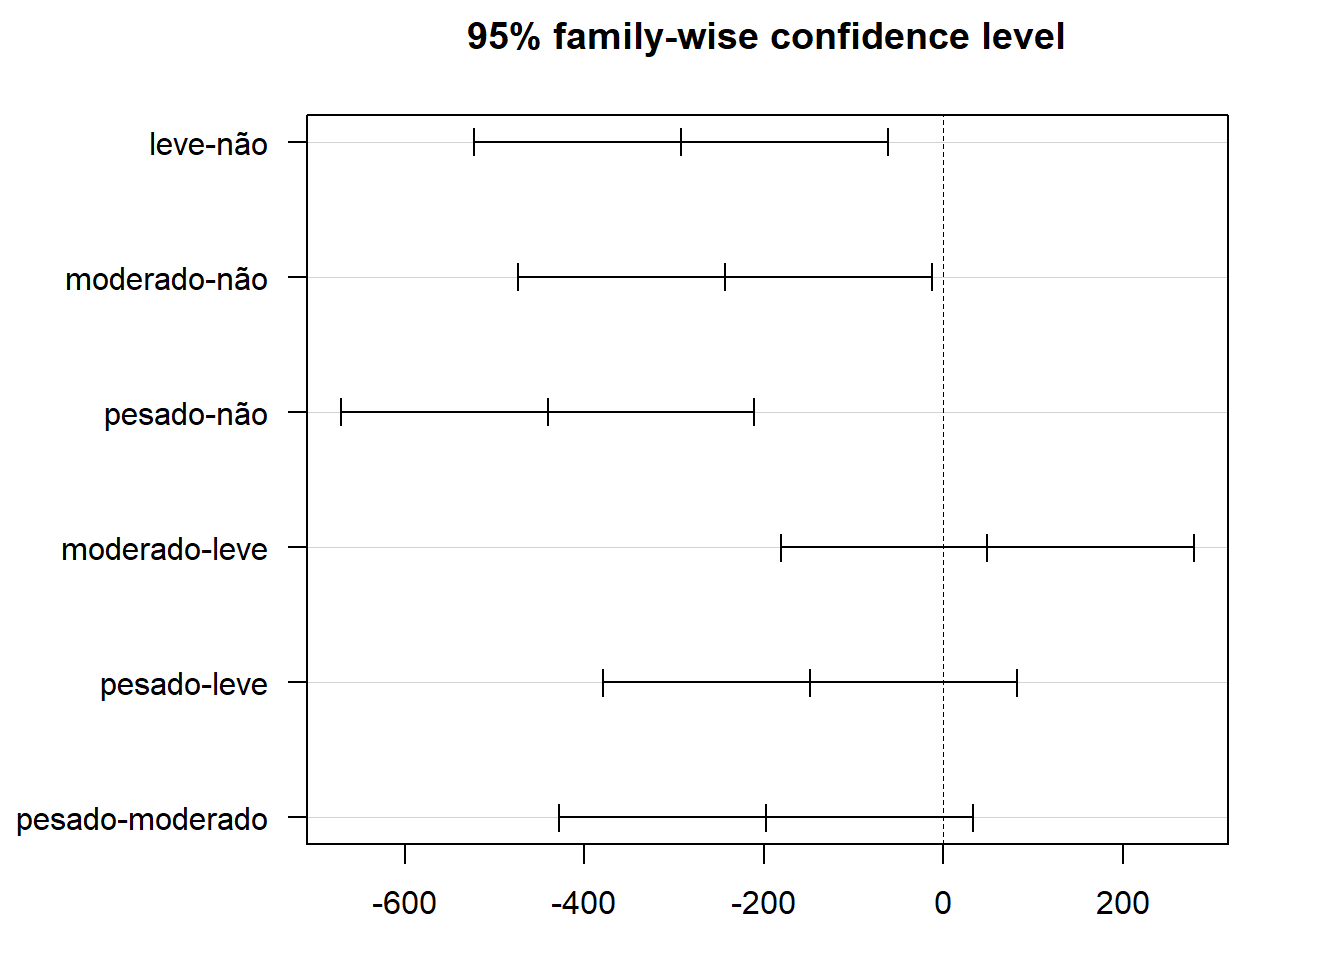 95% family-wise confidence level
leve-não
moderado-não
pesado-não
moderado-leve
pesado-leve
pesado-moderado
-600 -400 -200 0 200